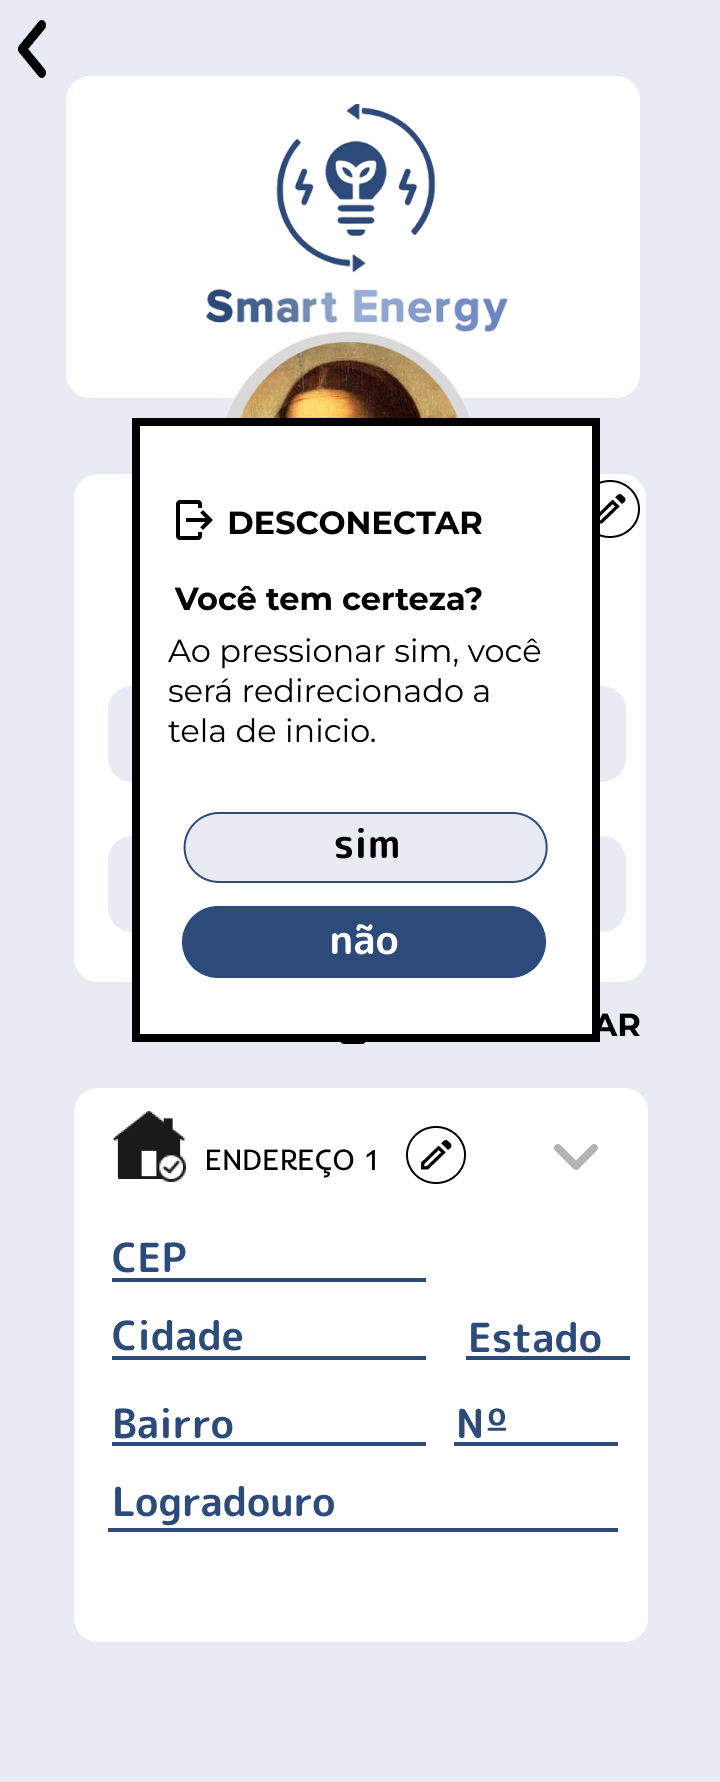 Smart Energy
DESCONECTAR
Você tem certeza?
Ao pressionar sim, você
será redirecionado a
tela de inicio.
sim
não
AR
ENDEREÇO 1
CEP
Cidade
Estado
Bairro
Nº
Logradouro